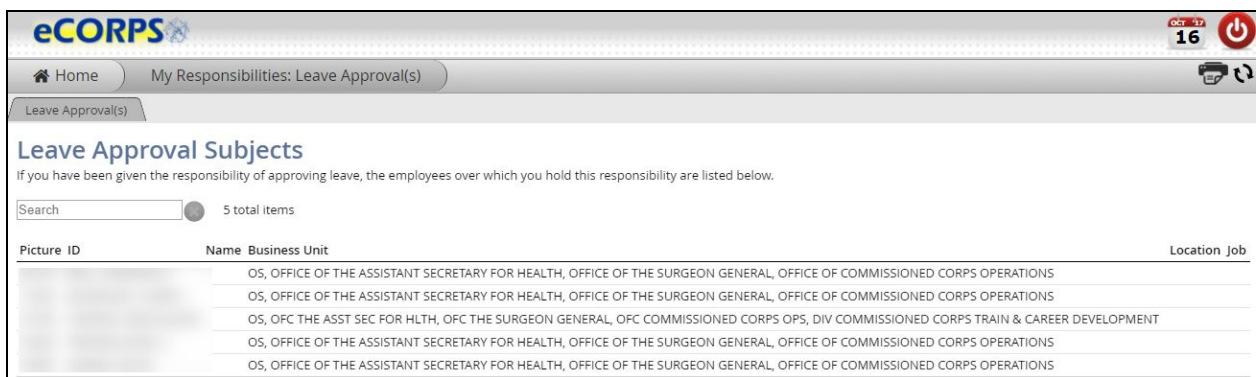 eCORPS
OCT '17
16
Home
My Responsibilities: Leave Approval(s)
Leave Approval(s)
Leave Approval Subjects
If you have been given the responsibility of approving leave, the employees over which you hold this responsibility are listed below.
Search
5 total items
Picture ID Name Business Unit Location Job
OS, OFFICE OF THE ASSISTANT SECRETARY FOR HEALTH, OFFICE OF THE SURGEON GENERAL, OFFICE OF COMMISSIONED CORPS OPERATIONS
OS, OFFICE OF THE ASSISTANT SECRETARY FOR HEALTH, OFFICE OF THE SURGEON GENERAL, OFFICE OF COMMISSIONED CORPS OPERATIONS
OS, OFC THE ASST SEC FOR HLTH, OFC THE SURGEON GENERAL, OFC COMMISSIONED CORPS OPS, DIV COMMISSIONED CORPS TRAIN & CAREER DEVELOPMENT
OS, OFFICE OF THE ASSISTANT SECRETARY FOR HEALTH, OFFICE OF THE SURGEON GENERAL, OFFICE OF COMMISSIONED CORPS OPERATIONS
OS, OFFICE OF THE ASSISTANT SECRETARY FOR HEALTH, OFFICE OF THE SURGEON GENERAL, OFFICE OF COMMISSIONED CORPS OPERATIONS